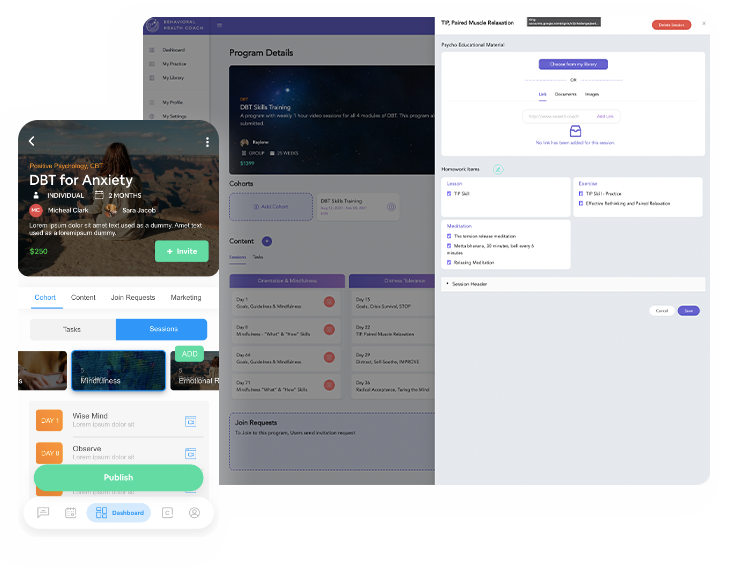 BEHAVIORAL
HEALTH COACH
Dashboard
My Practice
My Library
My Profile
My Settings
Program Details
DBT
DBT Skills Training
A program with weekly 1 hour video sessions for all 4 modules of DBT. This program al
submitted.
GROUP
25 WEEKS
$1299
Cohorts
Add Cohort
DBT Skills Training
Content
Sessions
Tasks
Orientation & Mindfulness
Distress Tolerance
Day 1
Goals, Guidelines & Mindfulness
Day 15
Goals, Crisis Survival, STOP
Day 8
Mindfulness - "What" & "How" Skills
Day 22
TIP, Paired Muscle Relaxation
Day 64
Goals, Guidelines & Mindfulness
Day 29
Distract, Self-Soothe, IMPROVE
Day 71
Mindfulness "What" & "How" Skills
Day 36
Radical Acceptance, Turing the Mind
Join Requests
To Join to this program, Users send invitation request
TIP, Paired Muscle Relaxation
Delete Session
Psycho Educational Material
Choose from my library
OR
Link
Documents
Images
Add Link
No link has been added for this session.
Homework Items
Lesson
TIP Skill
Exercise
TIP Skill - Practice
Effective Rethinking and Paired Relaxation
Meditation
The tension release meditation
Metta bhavana, 30 minutes, bell every 6
minutes
Relaxing Meditation
Session Header
Cancel
Save
Positive Psychology, CBT
DBT for Anxiety
INDIVIDUAL
2 MONTHS
MC
Micheal Clark
Sara Jacob
Lorem ipsum dolor sit amet as a dummy. Amet text
used as a loremipsum dummy.
$250
+ Invite
Cohort
Content
Join Requests
Marketing
Tasks
Sessions
ADD
s
5
Mindfulness
5
Emotional R
DAY 1
Wise Mind
Lorem ipsum dolor sit
DAY 8
Observe
Lorem ipsum dolor sit
Publish
Lorem ipsum dolor sit
Dashboard
C